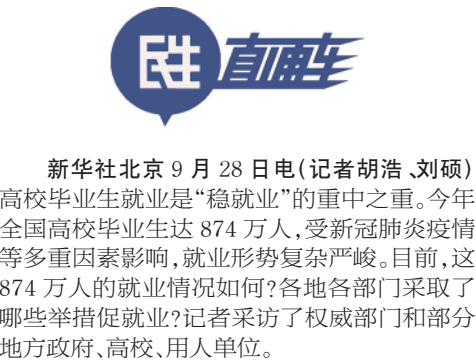 民生直通车
新华社北京9月28日电(记者胡浩、刘硕)
高校毕业生就业是“稳就业”的重中之重。今年
全国高校毕业生达874万人,受新冠肺炎疫情
等多重因素影响,就业形势复杂严峻。目前,这
874万人的就业情况如何?各地各部门采取了
哪些举措促就业?记者采访了权威部门和部分
地方政府、高校、用人单位。